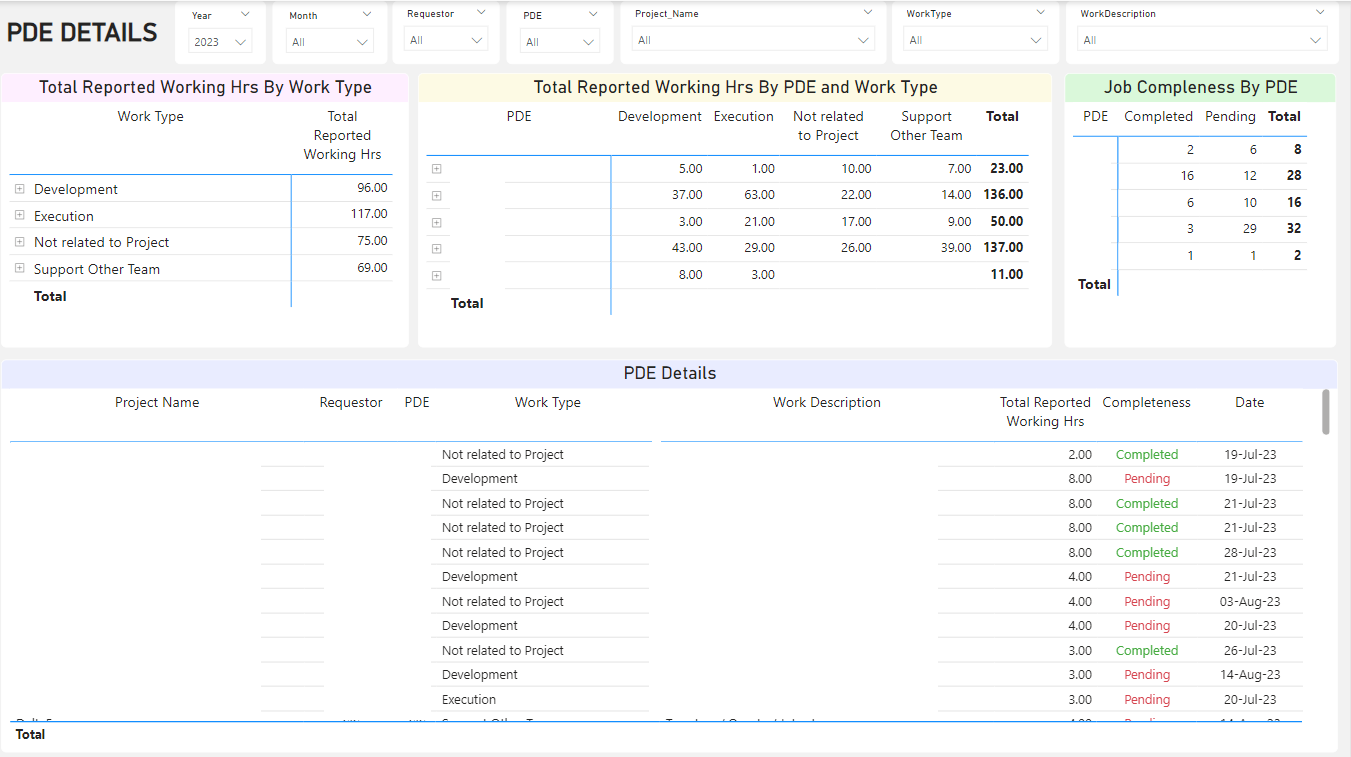 PDE DETAILS
Year
2023
Month
All
Requestor
All
PDE
All
Project_Name
All
WorkType
All
WorkDescription
All
Total Reported Working Hrs By Work Type
Work Type Total Reported Working Hrs
Development 96.00
Execution 117.00
Not related to Project 75.00
Support Other Team 69.00
Total
Total Reported Working Hrs By PDE and Work Type
PDE Development Execution Not related to Project Support Other Team Total
5.00 1.00 10.00 7.00 23.00
37.00 63.00 22.00 14.00 136.00
3.00 21.00 17.00 9.00 50.00
43.00 29.00 26.00 39.00 137.00
8.00 3.00 11.00
Total
Job Compleness By PDE
PDE Completed Pending Total
2 6 8
16 12 28
6 10 16
3 29 32
1 1 2
Total
PDE Details
Project Name Requestor PDE Work Type Work Description Total Reported Working Hrs Completeness Date
Not related to Project 2.00 Completed 19-Jul-23
Development 8.00 Pending 19-Jul-23
Not related to Project 8.00 Completed 21-Jul-23
Not related to Project 8.00 Completed 21-Jul-23
Not related to Project 8.00 Completed 28-Jul-23
Development 4.00 Pending 21-Jul-23
Not related to Project 4.00 Pending 03-Aug-23
Development 4.00 Pending 20-Jul-23
Not related to Project 3.00 Completed 26-Jul-23
Development 3.00 Pending 14-Aug-23
Execution 3.00 Pending 20-Jul-23
Total